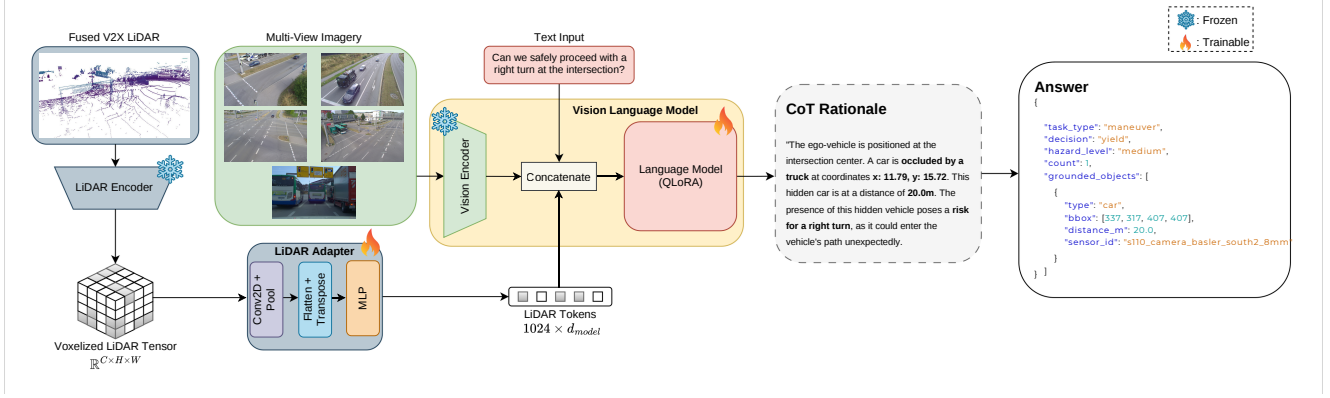 : Frozen
: Trainable
Fused V2X LiDAR
Multi-View Imagery
Text Input
Can we safely proceed with a
right turn at the intersection?
LiDAR Encoder
Vision Language Model
Vision Encoder
Concatenate
Language Model
(QLoRA)
CoT Rationale
"The ego-vehicle is positioned at the
intersection center. A car is occluded by a
truck at coordinates x: 11.79, y: 15.72. This
hidden car is at a distance of 20.0m. The
presence of this hidden vehicle poses a risk
for a right turn, as it could enter the
vehicle's path unexpectedly.
Answer
{
"task_type": "maneuver",
"decision": "yield",
"hazard_level": "medium",
"count": 1,
"grounded_objects": [
{
"type": "car",
"bbox": [337, 317, 407, 407],
"distance_m": 20.0,
"sensor_id": "s110_camera_basler_south2_8mm"
}
]
}
LiDAR Adapter
Conv2D +
Pool
Flatten +
Transpose
MLP
LiDAR Tokens
1024 × d_{model}
Voxelized LiDAR Tensor
ℝ^{C×H×W}